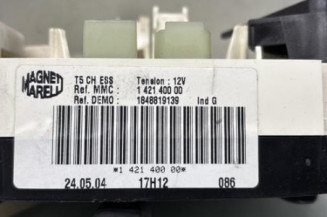 MAGNETI
MARELLI
T5 CH ESS Tension : 12V
Ref. MMC : 1 421 400 00
Ref. DEMO : 1848819139 Ind G
*1 421 400 00*
24.05.04 17H12 086